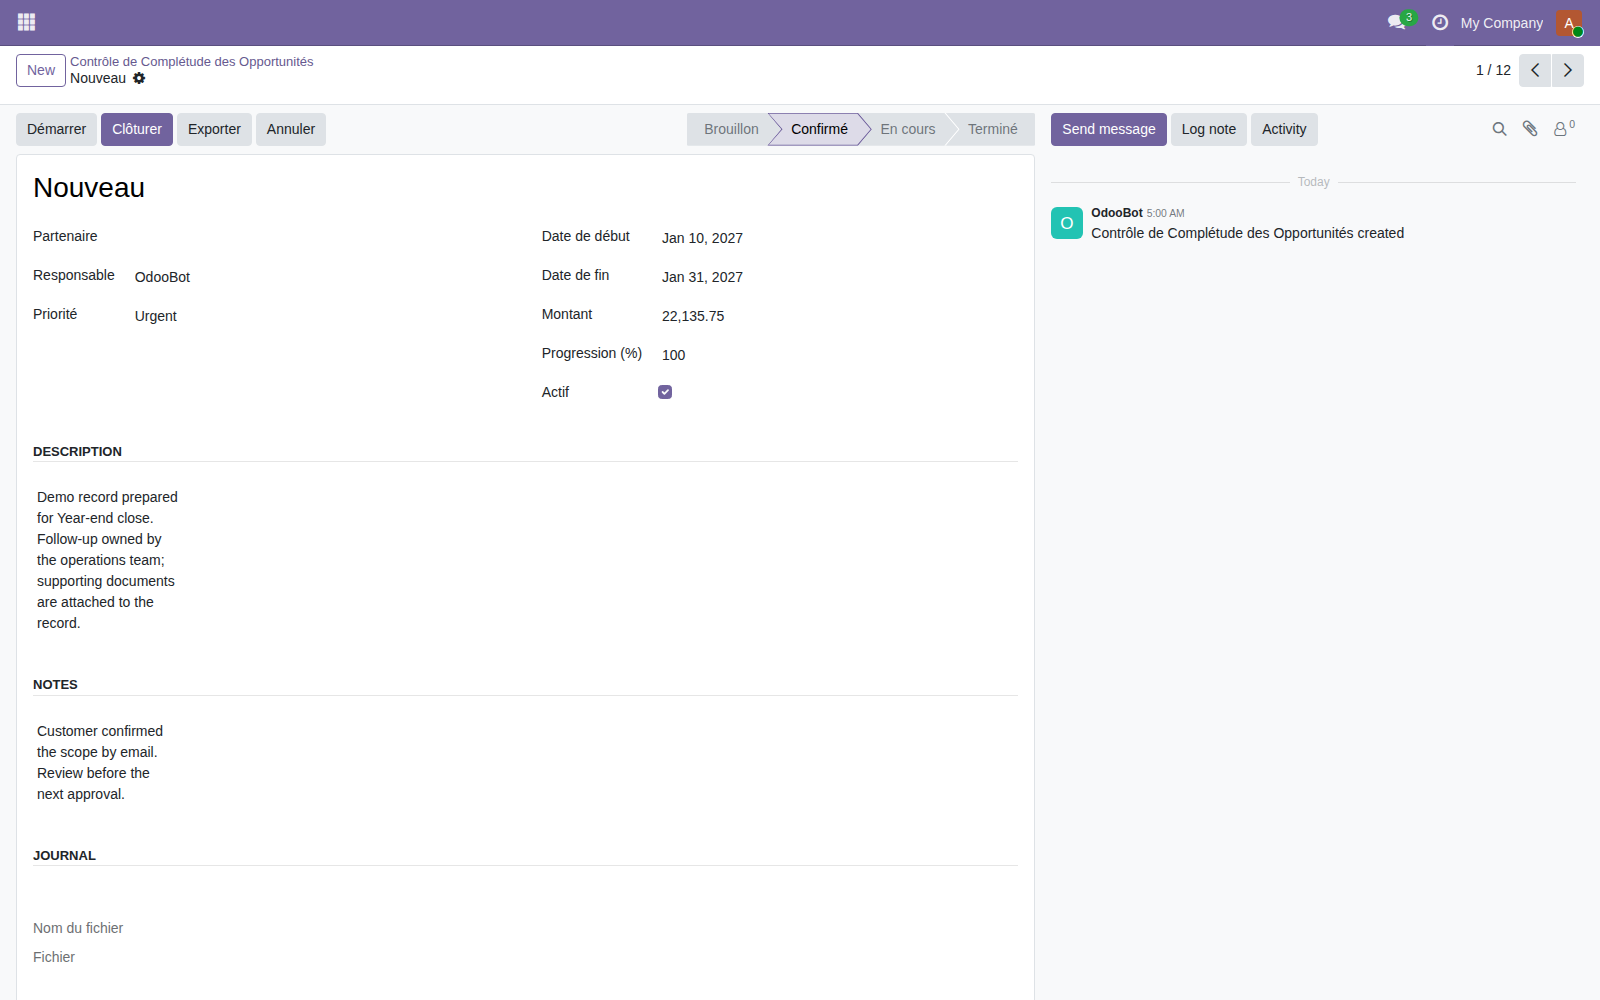 3
My Company
A
New
Contrôle de Complétude des Opportunités
Nouveau
1 / 12
Démarrer
Clôturer
Exporter
Annuler
Brouillon
Confirmé
En cours
Terminé
Send message
Log note
Activity
0
Nouveau
Partenaire
Responsable
OdooBot
Priorité
Urgent
Date de début
Jan 10, 2027
Date de fin
Jan 31, 2027
Montant
22,135.75
Progression (%)
100
Actif
DESCRIPTION
Demo record prepared
for Year-end close.
Follow-up owned by
the operations team;
supporting documents
are attached to the
record.
NOTES
Customer confirmed
the scope by email.
Review before the
next approval.
JOURNAL
Nom du fichier
Fichier
Today
O
OdooBot 5:00 AM
Contrôle de Complétude des Opportunités created